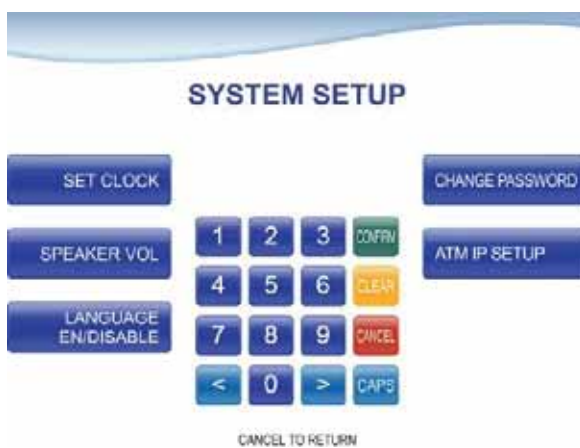 SYSTEM SETUP
SET CLOCK
CHANGE PASSWORD
SPEAKER VOL
ATM IP SETUP
LANGUAGE
EN/DISABLE
1 2 3 CONFIRM
4 5 6 CLEAR
7 8 9 CANCEL
< 0 > CAPS
CANCEL TO RETURN